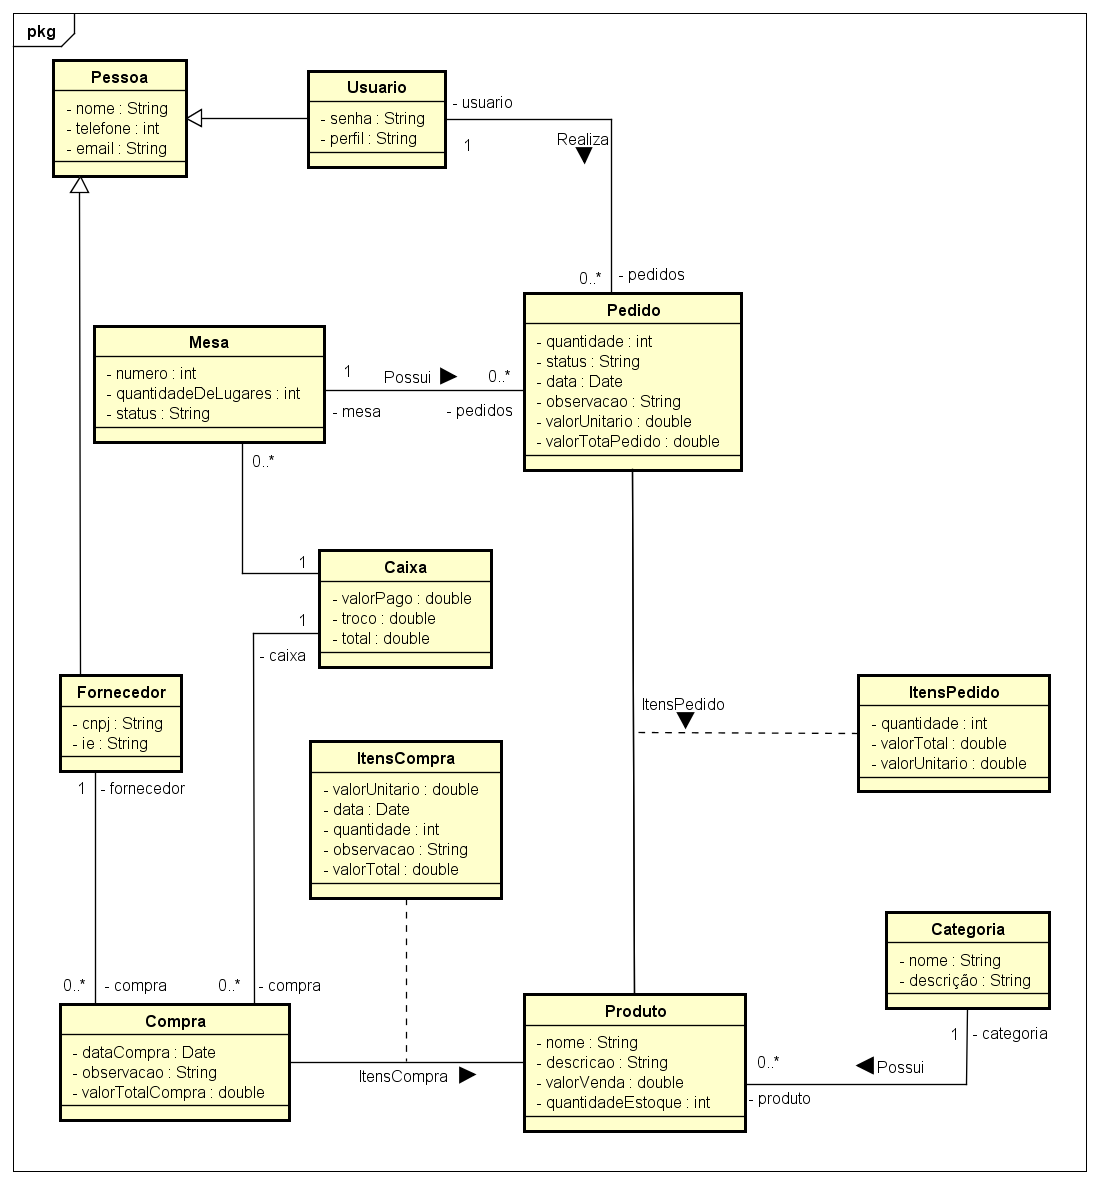 pkg
Pessoa
- nome : String
- telefone : int
- email : String
Usuario
- senha : String
- perfil : String
- usuario
1
Realiza
0..*
- pedidos
Pedido
- quantidade : int
- status : String
- data : Date
- observacao : String
- valorUnitario : double
- valorTotaPedido : double
Mesa
- numero : int
- quantidadeDeLugares : int
- status : String
1
Possui
0..*
- mesa
- pedidos
0..*
1
Caixa
- valorPago : double
- troco : double
- total : double
1
- caixa
Fornecedor
- cnpj : String
- ie : String
1
- fornecedor
ItensPedido
ItensPedido
- quantidade : int
- valorTotal : double
- valorUnitario : double
ItensCompra
- valorUnitario : double
- data : Date
- quantidade : int
- observacao : String
- valorTotal : double
Categoria
- nome : String
- descrição : String
1
- categoria
0..*
- compra
0..*
- compra
Compra
- dataCompra : Date
- observacao : String
- valorTotalCompra : double
ItensCompra
Produto
- nome : String
- descricao : String
- valorVenda : double
- quantidadeEstoque : int
0..*
Possui
- produto